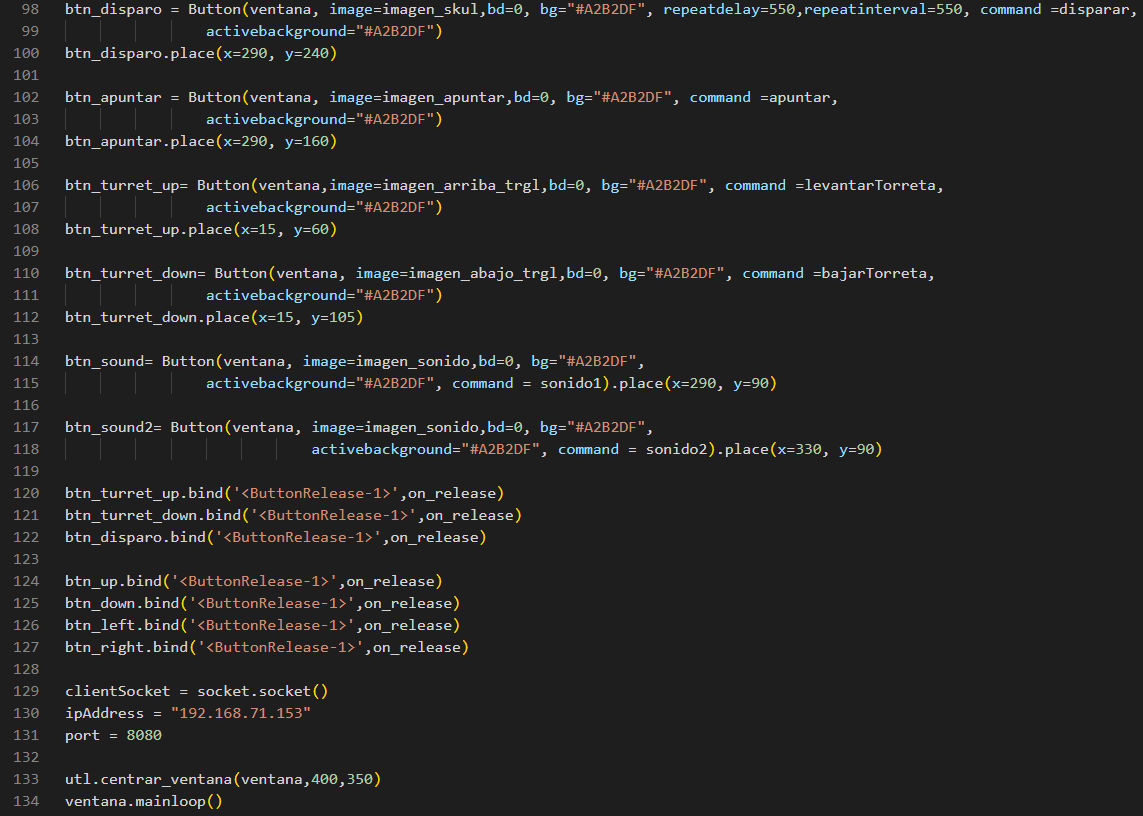 98 btn_disparo = Button(ventana, image=imagen_skul,bd=0, bg="#A2B2DF", repeatdelay=550,repeatinterval=550, command =disparar,
99 activebackground="#A2B2DF")
100 btn_disparo.place(x=290, y=240)
101
102 btn_apuntar = Button(ventana, image=imagen_apuntar,bd=0, bg="#A2B2DF", command =apuntar,
103 activebackground="#A2B2DF")
104 btn_apuntar.place(x=290, y=160)
105
106 btn_turret_up= Button(ventana,image=imagen_arriba_trgl,bd=0, bg="#A2B2DF", command =levantarTorreta,
107 activebackground="#A2B2DF")
108 btn_turret_up.place(x=15, y=60)
109
110 btn_turret_down= Button(ventana, image=imagen_abajo_trgl,bd=0, bg="#A2B2DF", command =bajarTorreta,
111 activebackground="#A2B2DF")
112 btn_turret_down.place(x=15, y=105)
113
114 btn_sound= Button(ventana, image=imagen_sonido,bd=0, bg="#A2B2DF",
115 activebackground="#A2B2DF", command = sonido1).place(x=290, y=90)
116
117 btn_sound2= Button(ventana, image=imagen_sonido,bd=0, bg="#A2B2DF",
118 activebackground="#A2B2DF", command = sonido2).place(x=330, y=90)
119
120 btn_turret_up.bind('<ButtonRelease-1>',on_release)
121 btn_turret_down.bind('<ButtonRelease-1>',on_release)
122 btn_disparo.bind('<ButtonRelease-1>',on_release)
123
124 btn_up.bind('<ButtonRelease-1>',on_release)
125 btn_down.bind('<ButtonRelease-1>',on_release)
126 btn_left.bind('<ButtonRelease-1>',on_release)
127 btn_right.bind('<ButtonRelease-1>',on_release)
128
129 clientSocket = socket.socket()
130 ipAddress = "192.168.71.153"
131 port = 8080
132
133 utl.centrar_ventana(ventana,400,350)
134 ventana.mainloop()